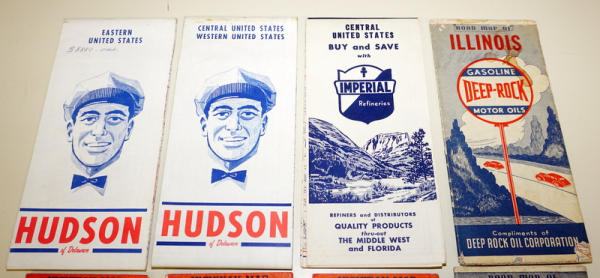 EASTERN
UNITED STATES
HUDSON
of Delaware
CENTRAL UNITED STATES
WESTERN UNITED STATES
HUDSON
of Delaware
CENTRAL
UNITED STATES
BUY and SAVE
with
IMPERIAL
Refineries
REFINERS and DISTRIBUTORS
of
QUALITY PRODUCTS
thru-out
THE MIDDLE WEST
and FLORIDA
ROAD MAP OF
ILLINOIS
GASOLINE
DEEP-ROCK
MOTOR OILS
Compliments of
DEEP ROCK OIL CORPORATION